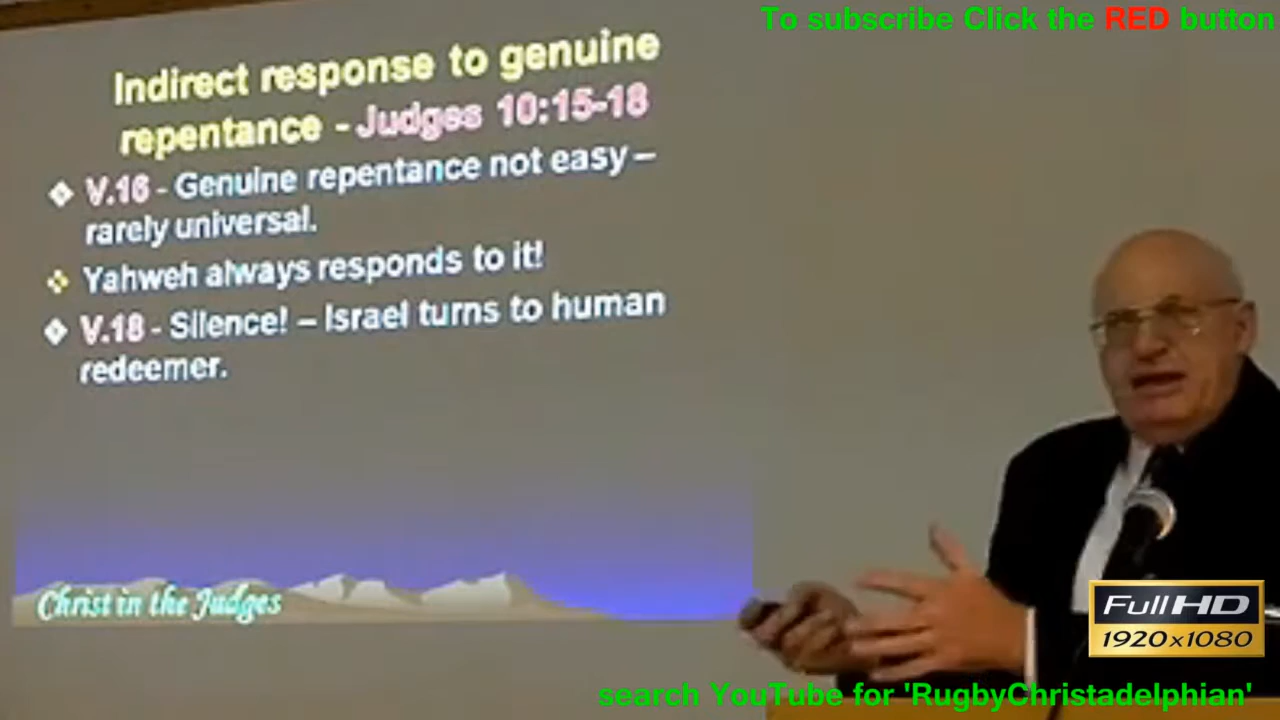 To subscribe Click the RED button
Indirect response to genuine
repentance - Judges 10:15-18
V.16 - Genuine repentance not easy –
rarely universal.
Yahweh always responds to it!
V.18 - Silence! – Israel turns to human
redeemer.
Christ in the Judges
Full HD
1920x1080
search YouTube for 'RugbyChristadelphian'